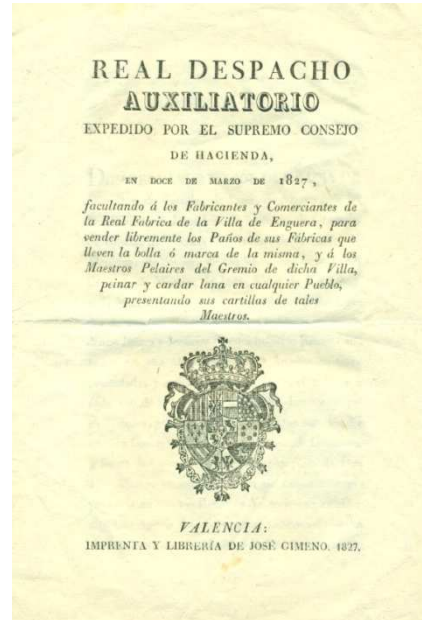 REAL DESPACHO
AUXILIATORIO
EXPEDIDO POR EL SUPREMO CONSEJO
DE HACIENDA,
EN DOCE DE MARZO DE 1827,
facultando á los Fabricantes y Comerciantes de
la Real Fabrica de la Villa de Enguera, para
vender libremente los Paños de sus Fábricas que
lleven la bolla ó marca de la misma, y á los
Maestros Pelaires del Gremio de dicha Villa,
peinar y cardar lana en cualquier Pueblo,
presentando sus cartillas de tales
Maestros.
VALENCIA:
IMPRENTA Y LIBRERÍA DE JOSÉ GIMENO. 1827.